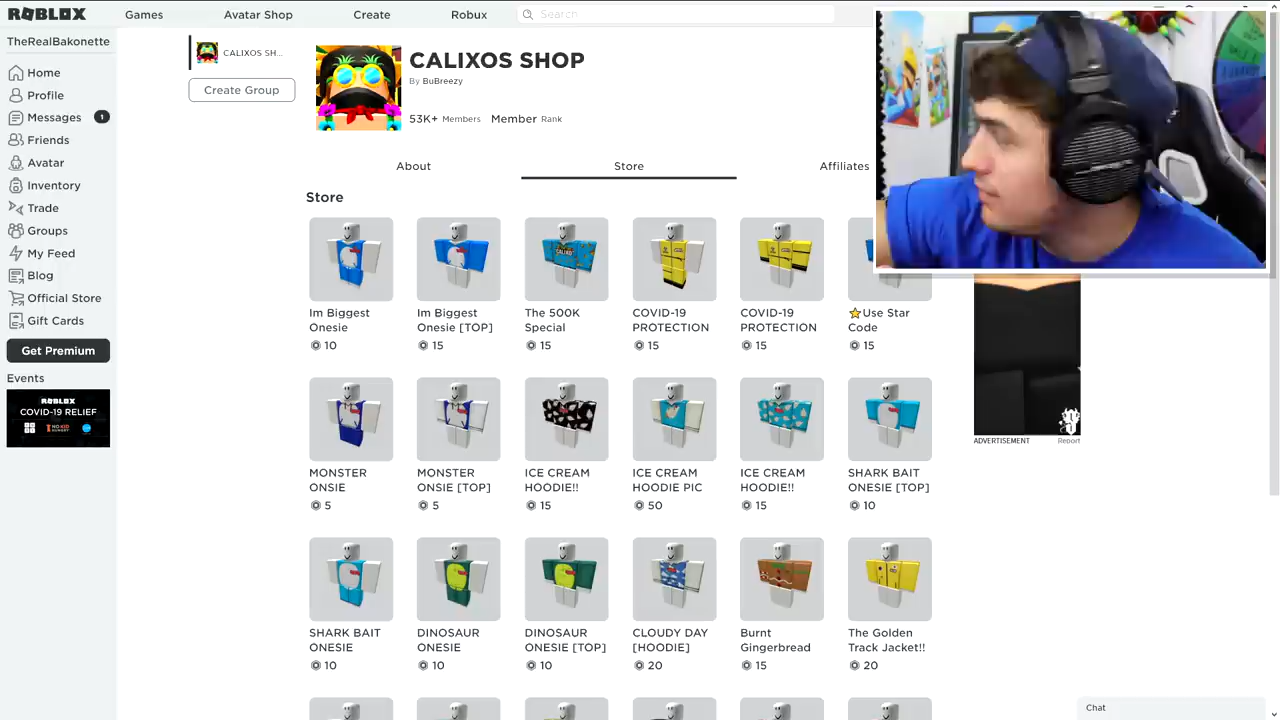 ROBLOX
Games
Avatar Shop
Create
Robux
Search
TheRealBakonette
Home
Profile
Messages
1
Friends
Avatar
Inventory
Trade
Groups
My Feed
Blog
Official Store
Gift Cards
Get Premium
Events
ROBLOX
COVID-19 RELIEF
NO KID
HUNGRY
CALIXOS SH...
Create Group
CALIXOS SHOP
By BuBreezy
53K+ Members Member Rank
About
Store
Affiliates
Store
Im Biggest
Onesie
10
Im Biggest
Onesie [TOP]
15
The 500K
Special
15
COVID-19
PROTECTION
15
COVID-19
PROTECTION
15
⭐Use Star
Code
15
MONSTER
ONSIE
5
MONSTER
ONSIE [TOP]
5
ICE CREAM
HOODIE!!
15
ICE CREAM
HOODIE PIC
50
ICE CREAM
HOODIE!!
15
SHARK BAIT
ONESIE [TOP]
10
SHARK BAIT
ONESIE
10
DINOSAUR
ONESIE
10
DINOSAUR
ONESIE [TOP]
10
CLOUDY DAY
[HOODIE]
20
Burnt
Gingerbread
15
The Golden
Track Jacket!!
20
ADVERTISEMENT
Report
Chat